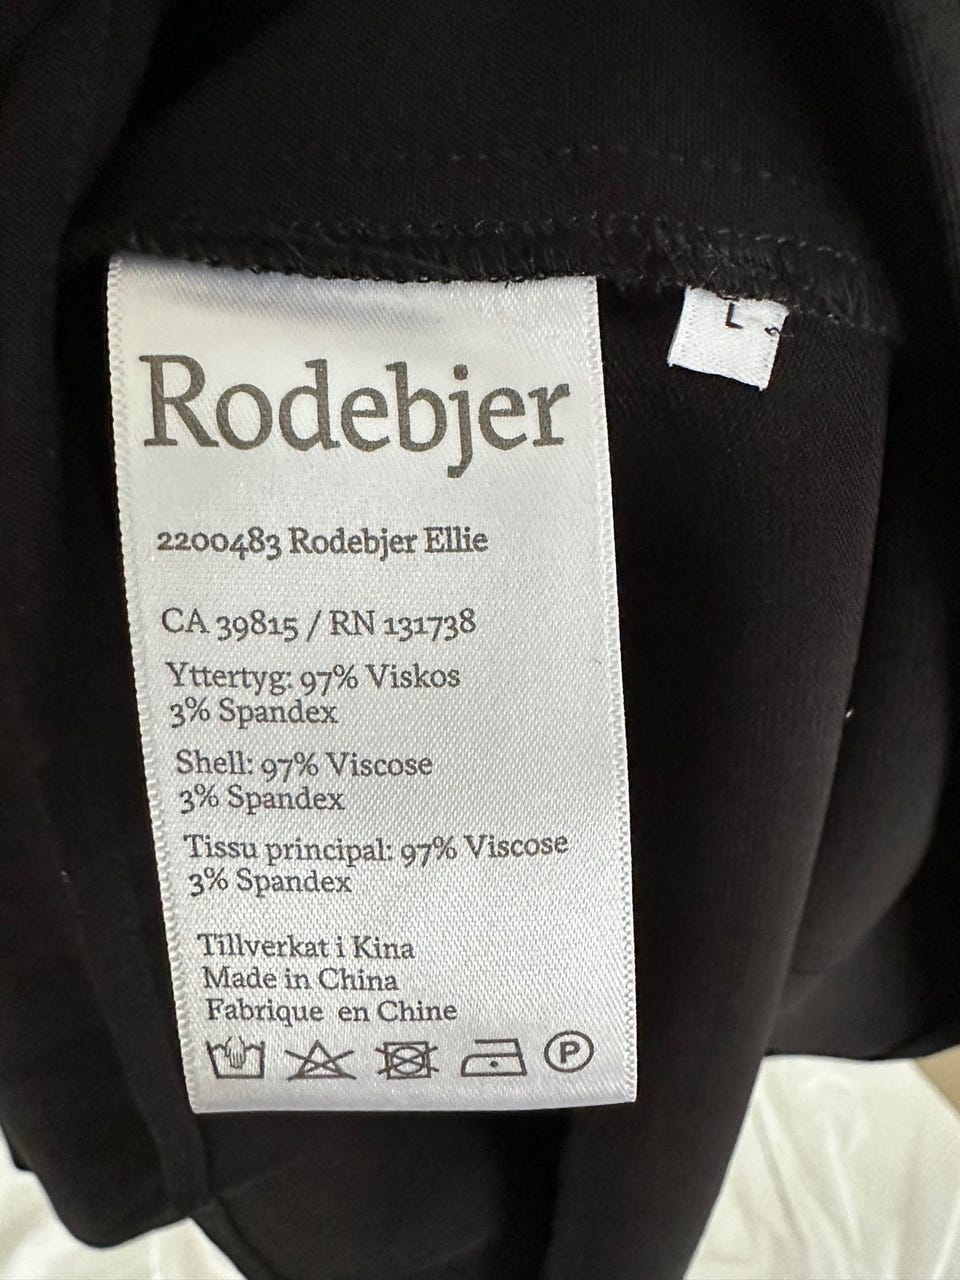 Rodebjer
L
2200483 Rodebjer Ellie
CA 39815 / RN 131738
Yttertyg: 97% Viskos
3% Spandex
Shell: 97% Viscose
3% Spandex
Tissu principal: 97% Viscose
3% Spandex
Tillverkat i Kina
Made in China
Fabrique en Chine
P